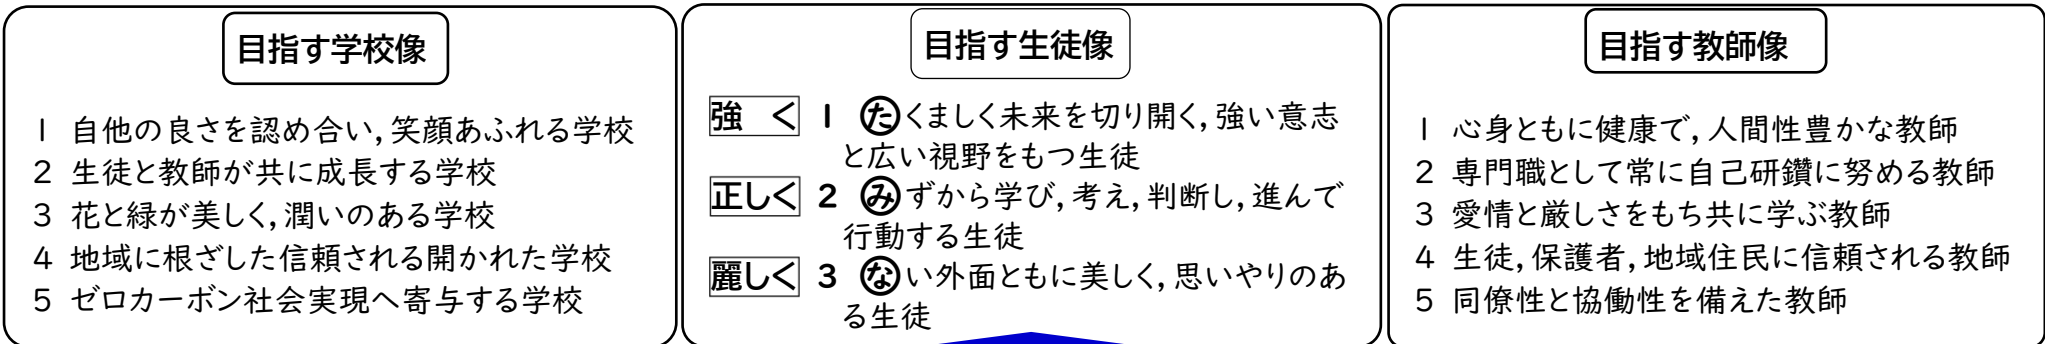 目指す学校像
1 自他の良さを認め合い,笑顔あふれる学校
2 生徒と教師が共に成長する学校
3 花と緑が美しく,潤いのある学校
4 地域に根ざした信頼される開かれた学校
5 ゼロカーボン社会実現へ寄与する学校
目指す生徒像
強 く 1 たくましく未来を切り開く,強い意志
と広い視野をもつ生徒
正しく 2 みずから学び,考え,判断し,進んで
行動する生徒
麗しく 3 ない外面ともに美しく,思いやりのあ
る生徒
目指す教師像
1 心身ともに健康で,人間性豊かな教師
2 専門職として常に自己研鑽に努める教師
3 愛情と厳しさをもち共に学ぶ教師
4 生徒,保護者,地域住民に信頼される教師
5 同僚性と協働性を備えた教師